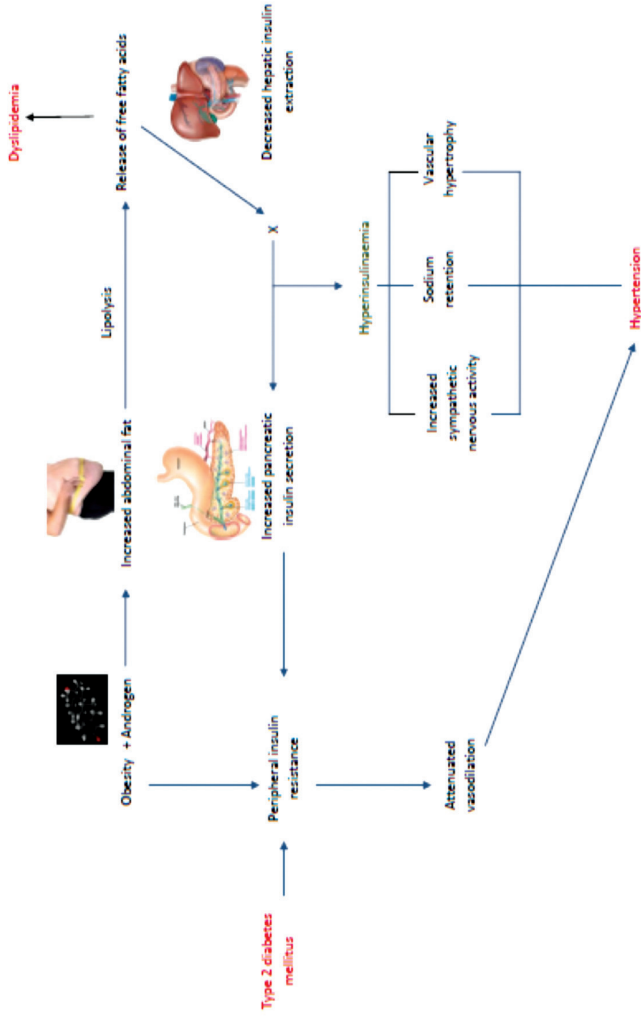 Dyslipidemia
Obesity + Androgen
Increased abdominal fat
Lipolysis
Release of free fatty acids
Type 2 diabetes
mellitus
Peripheral insulin
resistance
Increased pancreatic
insulin secretion
X
Decreased hepatic insulin
extraction
Hyperinsulinaemia
Attenuated
vasodilation
Increased
sympathetic
nervous activity
Sodium
retention
Vascular
hypertrophy
Hypertension